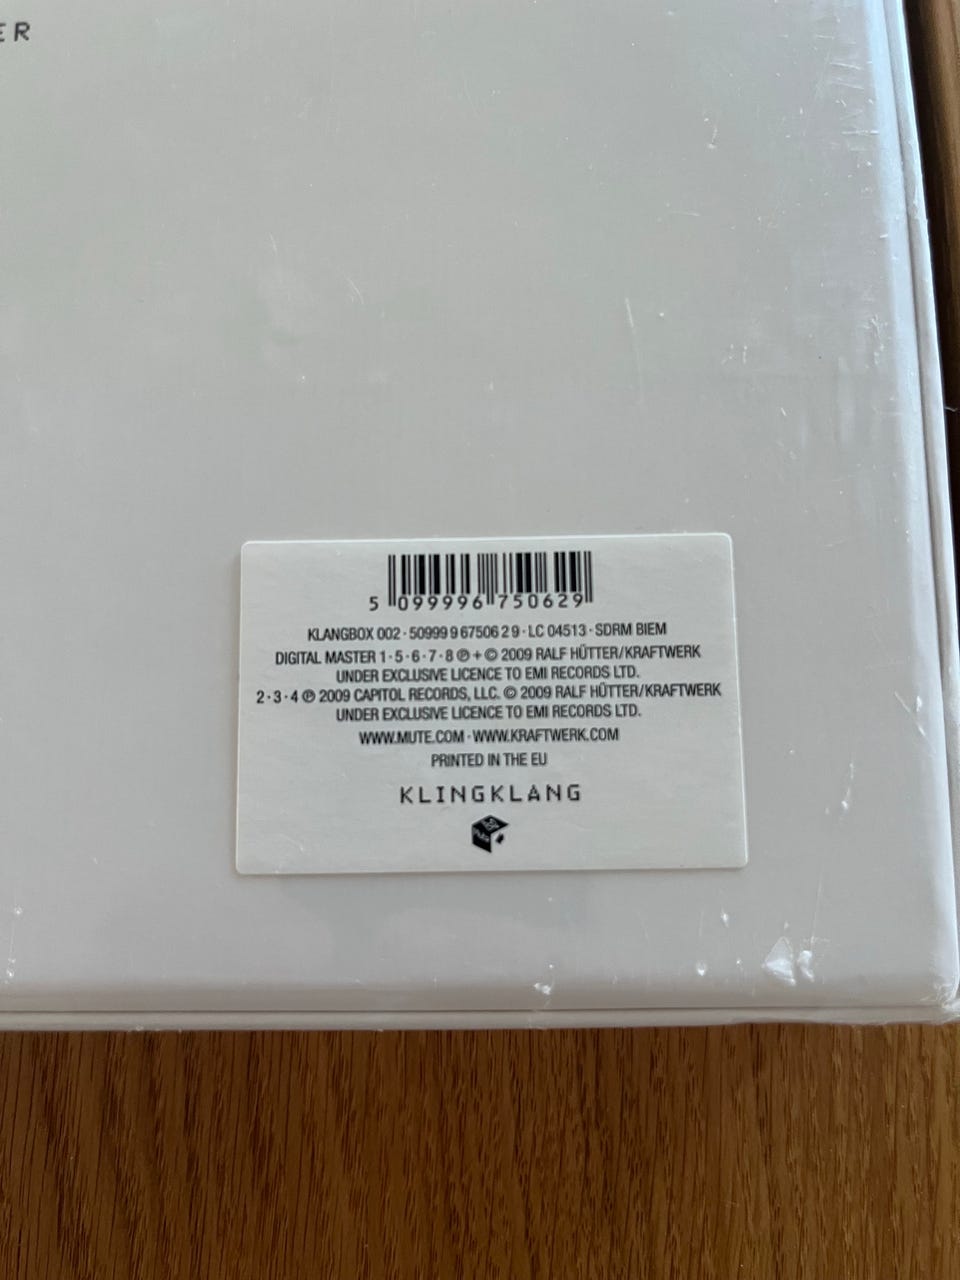 ER
5 099996 750629
KLANGBOX 002 · 50999 9 67506 2 9 · LC 04513 · SDRM BIEM
DIGITAL MASTER 1 · 5 · 6 · 7 · 8 ℗ + © 2009 RALF HÜTTER/KRAFTWERK
UNDER EXCLUSIVE LICENCE TO EMI RECORDS LTD.
2 · 3 · 4 ℗ 2009 CAPITOL RECORDS, LLC. © 2009 RALF HÜTTER/KRAFTWERK
UNDER EXCLUSIVE LICENCE TO EMI RECORDS LTD.
WWW.MUTE.COM · WWW.KRAFTWERK.COM
PRINTED IN THE EU
KLINGKLANG